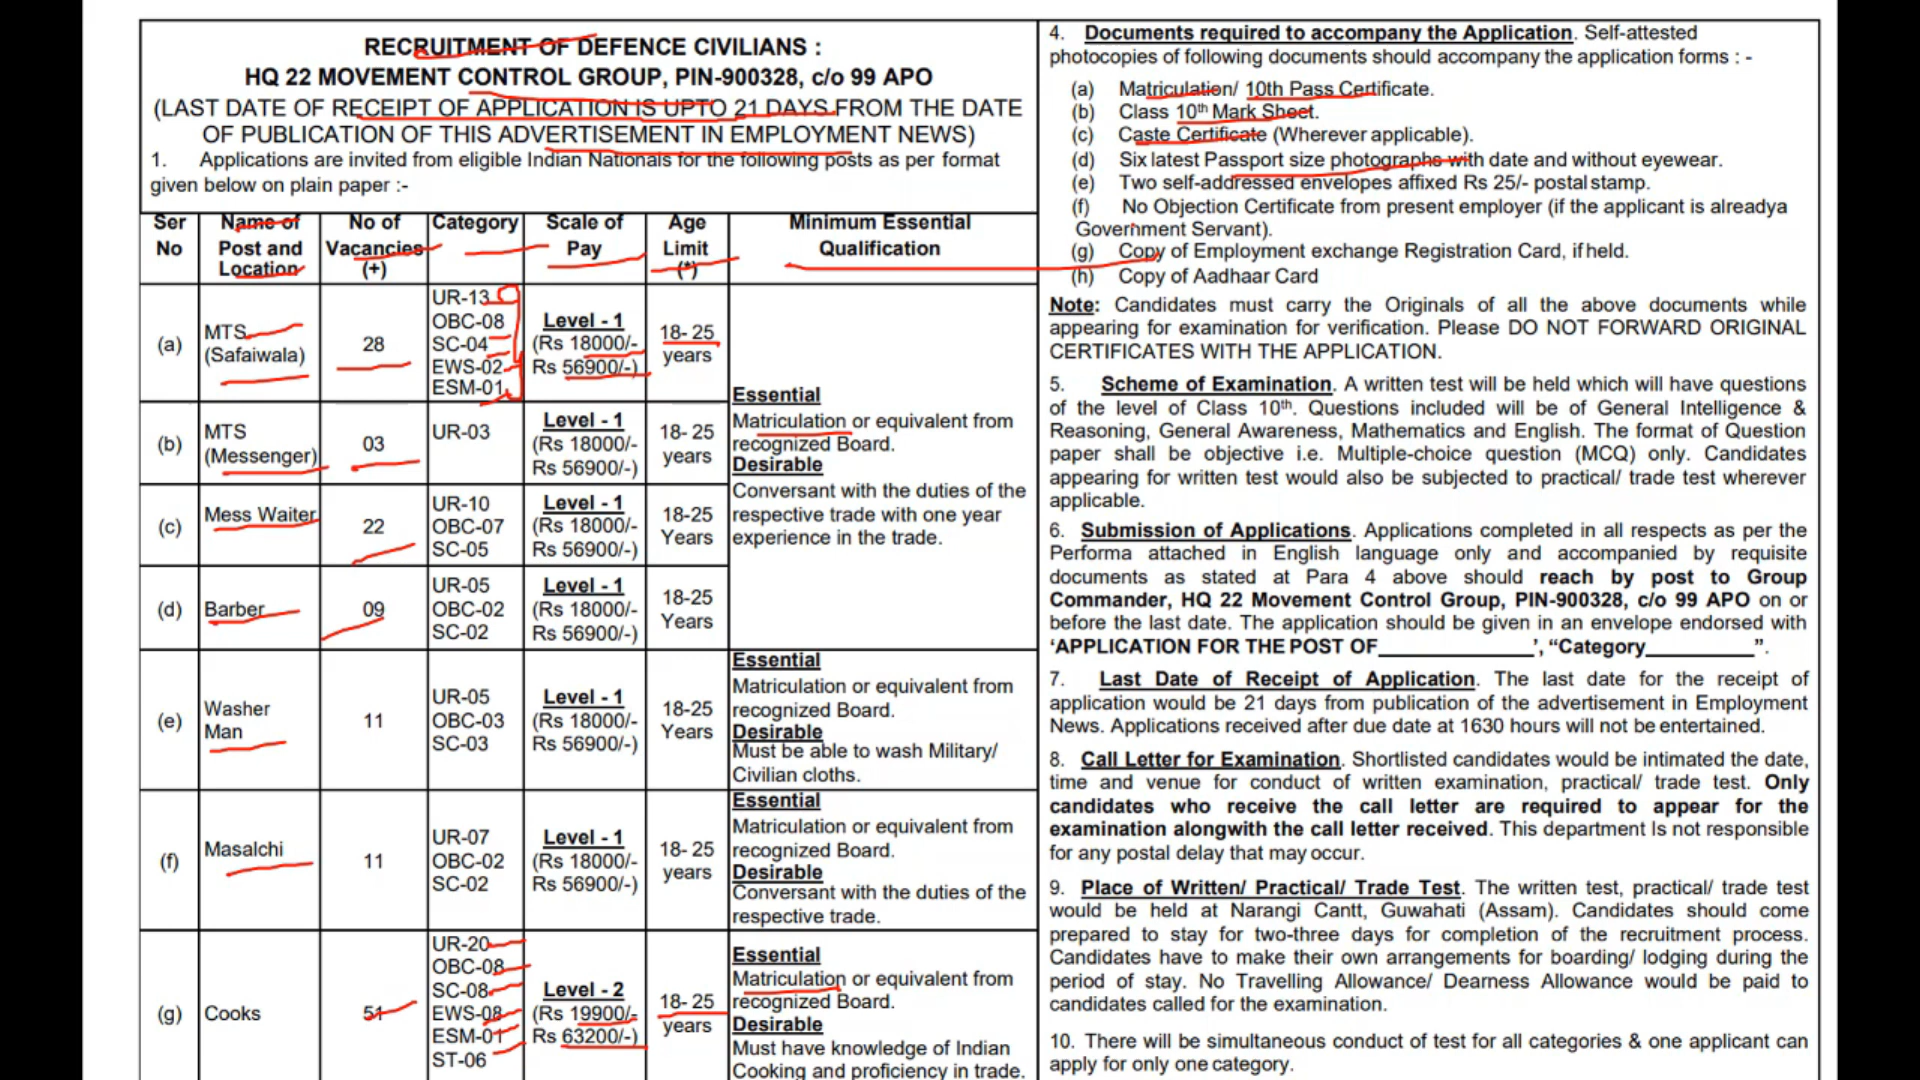 RECRUITMENT OF DEFENCE CIVILIANS :
HQ 22 MOVEMENT CONTROL GROUP, PIN-900328, c/o 99 APO
(LAST DATE OF RECEIPT OF APPLICATION IS UPTO 21 DAYS FROM THE DATE
OF PUBLICATION OF THIS ADVERTISEMENT IN EMPLOYMENT NEWS)
1. Applications are invited from eligible Indian Nationals for the following posts as per format
given below on plain paper :-
Ser No
Name of Post and Location
No of Vacancies (+)
Category
Scale of Pay
Age Limit (*)
Minimum Essential Qualification
(a)
MTS
(Safaiwala)
28
UR-13
OBC-08
SC-04
EWS-02
ESM-01
Level - 1
(Rs 18000/-
Rs 56900/-)
18- 25
years
(b)
MTS
(Messenger)
03
UR-03
Level - 1
(Rs 18000/-
Rs 56900/-)
18- 25
years
(c)
Mess Waiter
22
UR-10
OBC-07
SC-05
Level - 1
(Rs 18000/-
Rs 56900/-)
18-25
Years
(d)
Barber
09
UR-05
OBC-02
SC-02
Level - 1
(Rs 18000/-
Rs 56900/-)
18-25
Years
Essential
Matriculation or equivalent from
recognized Board.
Desirable
Conversant with the duties of the
respective trade with one year
experience in the trade.
(e)
Washer
Man
11
UR-05
OBC-03
SC-03
Level - 1
(Rs 18000/-
Rs 56900/-)
18-25
Years
Essential
Matriculation or equivalent from
recognized Board.
Desirable
Must be able to wash Military/
Civilian cloths.
(f)
Masalchi
11
UR-07
OBC-02
SC-02
Level - 1
(Rs 18000/-
Rs 56900/-)
18- 25
years
Essential
Matriculation or equivalent from
recognized Board.
Desirable
Conversant with the duties of the
respective trade.
(g)
Cooks
51
UR-20
OBC-08
SC-08
EWS-08
ESM-01
ST-06
Level - 2
(Rs 19900/-
Rs 63200/-)
18- 25
years
Essential
Matriculation or equivalent from
recognized Board.
Desirable
Must have knowledge of Indian
Cooking and proficiency in trade.
4. Documents required to accompany the Application. Self-attested
photocopies of following documents should accompany the application forms : -
(a) Matriculation/ 10th Pass Certificate.
(b) Class 10th Mark Sheet.
(c) Caste Certificate (Wherever applicable).
(d) Six latest Passport size photographs with date and without eyewear.
(e) Two self-addressed envelopes affixed Rs 25/- postal stamp.
(f) No Objection Certificate from present employer (if the applicant is alreadya
Government Servant).
(g) Copy of Employment exchange Registration Card, if held.
(h) Copy of Aadhaar Card
Note: Candidates must carry the Originals of all the above documents while
appearing for examination for verification. Please DO NOT FORWARD ORIGINAL
CERTIFICATES WITH THE APPLICATION.
5. Scheme of Examination. A written test will be held which will have questions
of the level of Class 10th. Questions included will be of General Intelligence &
Reasoning, General Awareness, Mathematics and English. The format of Question
paper shall be objective i.e. Multiple-choice question (MCQ) only. Candidates
appearing for written test would also be subjected to practical/ trade test wherever
applicable.
6. Submission of Applications. Applications completed in all respects as per the
Performa attached in English language only and accompanied by requisite
documents as stated at Para 4 above should reach by post to Group
Commander, HQ 22 Movement Control Group, PIN-900328, c/o 99 APO on or
before the last date. The application should be given in an envelope endorsed with
‘APPLICATION FOR THE POST OF______________’, “Category__________”.
7. Last Date of Receipt of Application. The last date for the receipt of
application would be 21 days from publication of the advertisement in Employment
News. Applications received after due date at 1630 hours will not be entertained.
8. Call Letter for Examination. Shortlisted candidates would be intimated the date,
time and venue for conduct of written examination, practical/ trade test. Only
candidates who receive the call letter are required to appear for the
examination alongwith the call letter received. This department Is not responsible
for any postal delay that may occur.
9. Place of Written/ Practical/ Trade Test. The written test, practical/ trade test
would be held at Narangi Cantt, Guwahati (Assam). Candidates should come
prepared to stay for two-three days for completion of the recruitment process.
Candidates have to make their own arrangements for boarding/ lodging during the
period of stay. No Travelling Allowance/ Dearness Allowance would be paid to
candidates called for the examination.
10. There will be simultaneous conduct of test for all categories & one applicant can
apply for only one category.